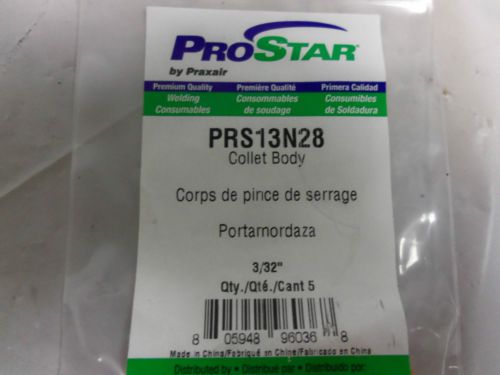 PROSTAR®
by Praxair
Premium Quality
Welding
Consumables
Première Qualité
Consommables
de soudage
Primera Calidad
Consumibles
de Soldadura
PRS13N28
Collet Body
Corps de pince de serrage
Portamordaza
3/32"
Qty./Qté./Cant 5
8 05948 96036 8
Made in China/Fabriqué en Chine/Fabricado en China
Distributed by • Distribué par • Distribuido por: